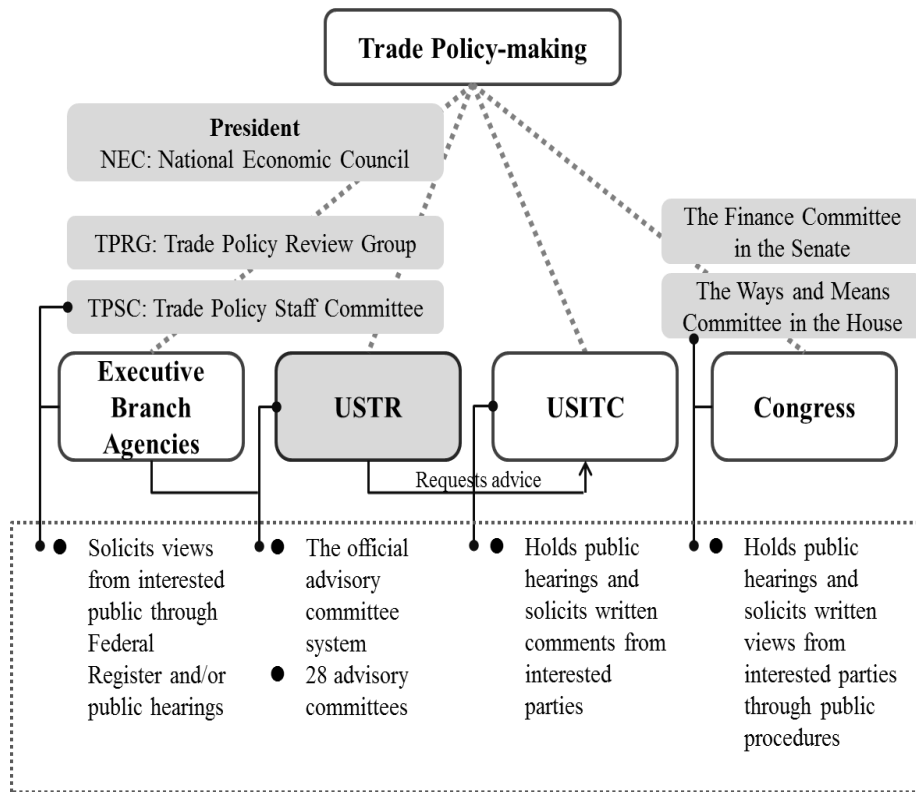 Trade Policy-making
President
NEC: National Economic Council
TPRG: Trade Policy Review Group
TPSC: Trade Policy Staff Committee
The Finance Committee
in the Senate
The Ways and Means
Committee in the House
Executive
Branch
Agencies
USTR
USITC
Congress
Requests advice
● Solicits views
from interested
public through
Federal
Register and/or
public hearings
● The official
advisory
committee
system
● 28 advisory
committees
● Holds public
hearings and
solicits written
comments from
interested
parties
● Holds public
hearings and
solicits written
views from
interested parties
through public
procedures